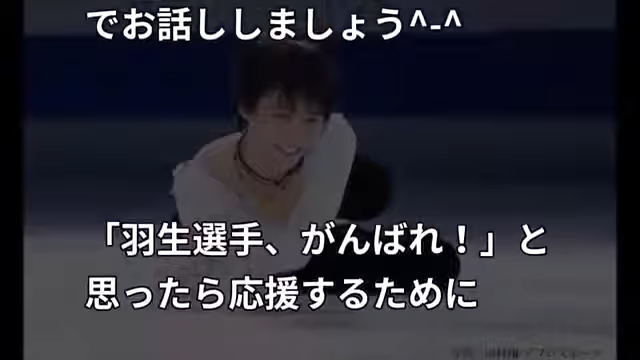 でお話ししましょう^-^
「羽生選手、がんばれ！」と
思ったら応援するために